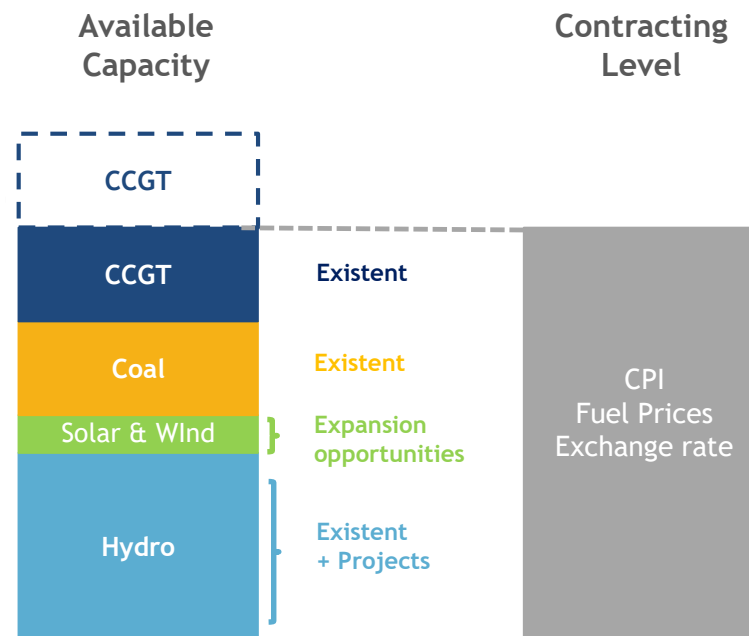 Available
Capacity
Contracting
Level
CCGT
CCGT
Existent
Coal
Existent
Solar & WInd
Expansion
opportunities
Hydro
Existent
+ Projects
CPI
Fuel Prices
Exchange rate